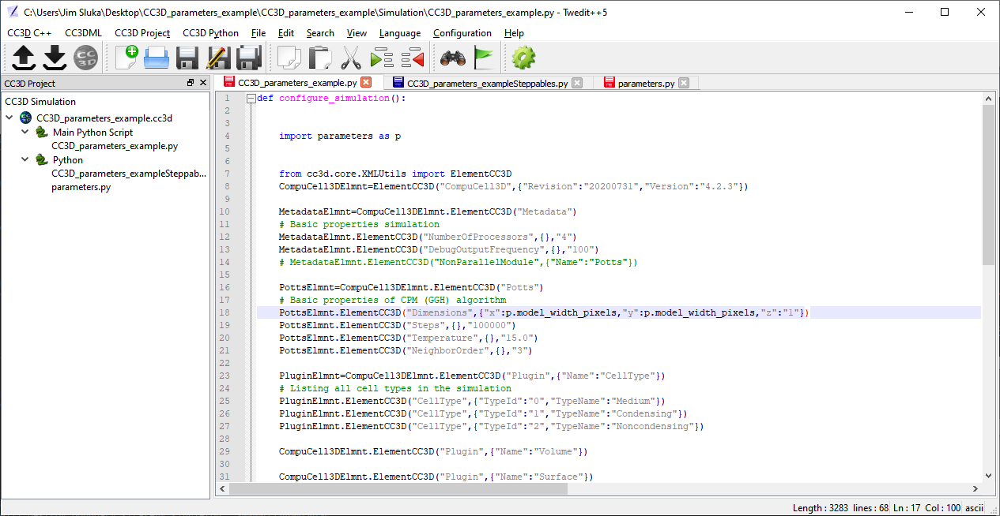 C:\Users\Jim Sluka\Desktop\CC3D_parameters_example\CC3D_parameters_example\Simulation\CC3D_parameters_example.py - Twedit++5
CC3D C++ CC3DML CC3D Project CC3D Python File Edit Search View Language Configuration Help
CC3D
CC3D Project
CC3D_parameters_example.py CC3D_parameters_exampleSteppables.py parameters.py
CC3D Simulation
CC3D_parameters_example.cc3d
Main Python Script
CC3D_parameters_example.py
Python
CC3D_parameters_exampleSteppab...
parameters.py
1 def configure_simulation():
2
3
4 import parameters as p
5
6
7 from cc3d.core.XMLUtils import ElementCC3D
8 CompuCell3DElmnt=ElementCC3D("CompuCell3D",{"Revision":"20200731","Version":"4.2.3"})
9
10 MetadataElmnt=CompuCell3DElmnt.ElementCC3D("Metadata")
11 # Basic properties simulation
12 MetadataElmnt.ElementCC3D("NumberOfProcessors",{},"4")
13 MetadataElmnt.ElementCC3D("DebugOutputFrequency",{},"100")
14 # MetadataElmnt.ElementCC3D("NonParallelModule",{"Name":"Potts"})
15
16 PottsElmnt=CompuCell3DElmnt.ElementCC3D("Potts")
17 # Basic properties of CPM (GGH) algorithm
18 PottsElmnt.ElementCC3D("Dimensions",{"x":p.model_width_pixels,"y":p.model_width_pixels,"z":"1"})
19 PottsElmnt.ElementCC3D("Steps",{},"100000")
20 PottsElmnt.ElementCC3D("Temperature",{},"15.0")
21 PottsElmnt.ElementCC3D("NeighborOrder",{},"3")
22
23 PluginElmnt=CompuCell3DElmnt.ElementCC3D("Plugin",{"Name":"CellType"})
24 # Listing all cell types in the simulation
25 PluginElmnt.ElementCC3D("CellType",{"TypeId":"0","TypeName":"Medium"})
26 PluginElmnt.ElementCC3D("CellType",{"TypeId":"1","TypeName":"Condensing"})
27 PluginElmnt.ElementCC3D("CellType",{"TypeId":"2","TypeName":"Noncondensing"})
28
29 CompuCell3DElmnt.ElementCC3D("Plugin",{"Name":"Volume"})
30
31 CompuCell3DElmnt.ElementCC3D("Plugin",{"Name":"Surface"})
Length : 3283 lines : 68 Ln : 17 Col : 100 ascii